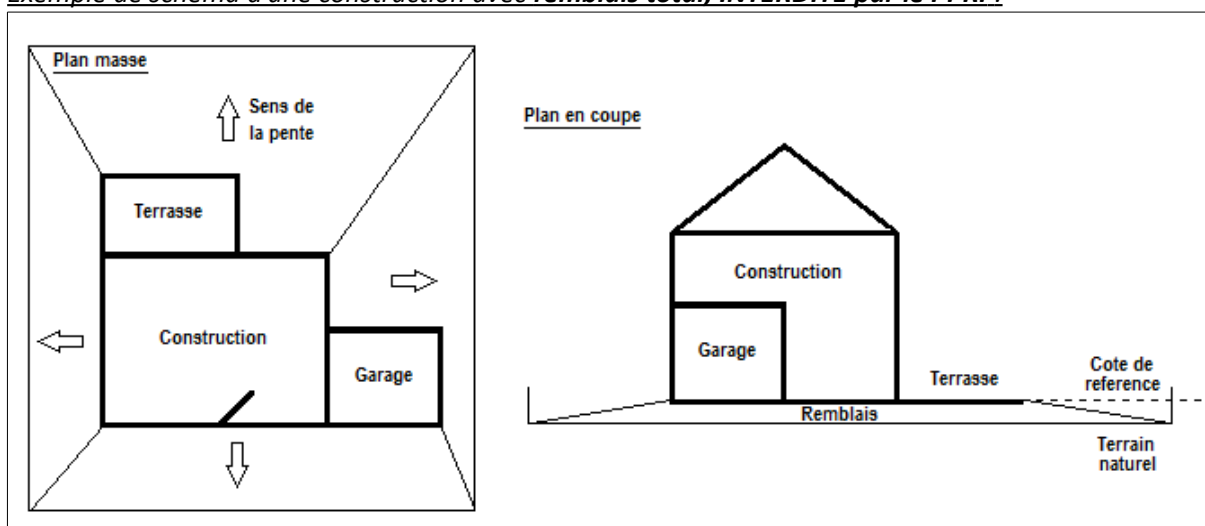 Exemple de schéma d'une construction avec remblais total, INTERDITE par le PPRI :
Plan masse
Sens de
la pente
Terrasse
Construction
Garage
Plan en coupe
Construction
Garage
Terrasse
Cote de
reference
Remblais
Terrain
naturel